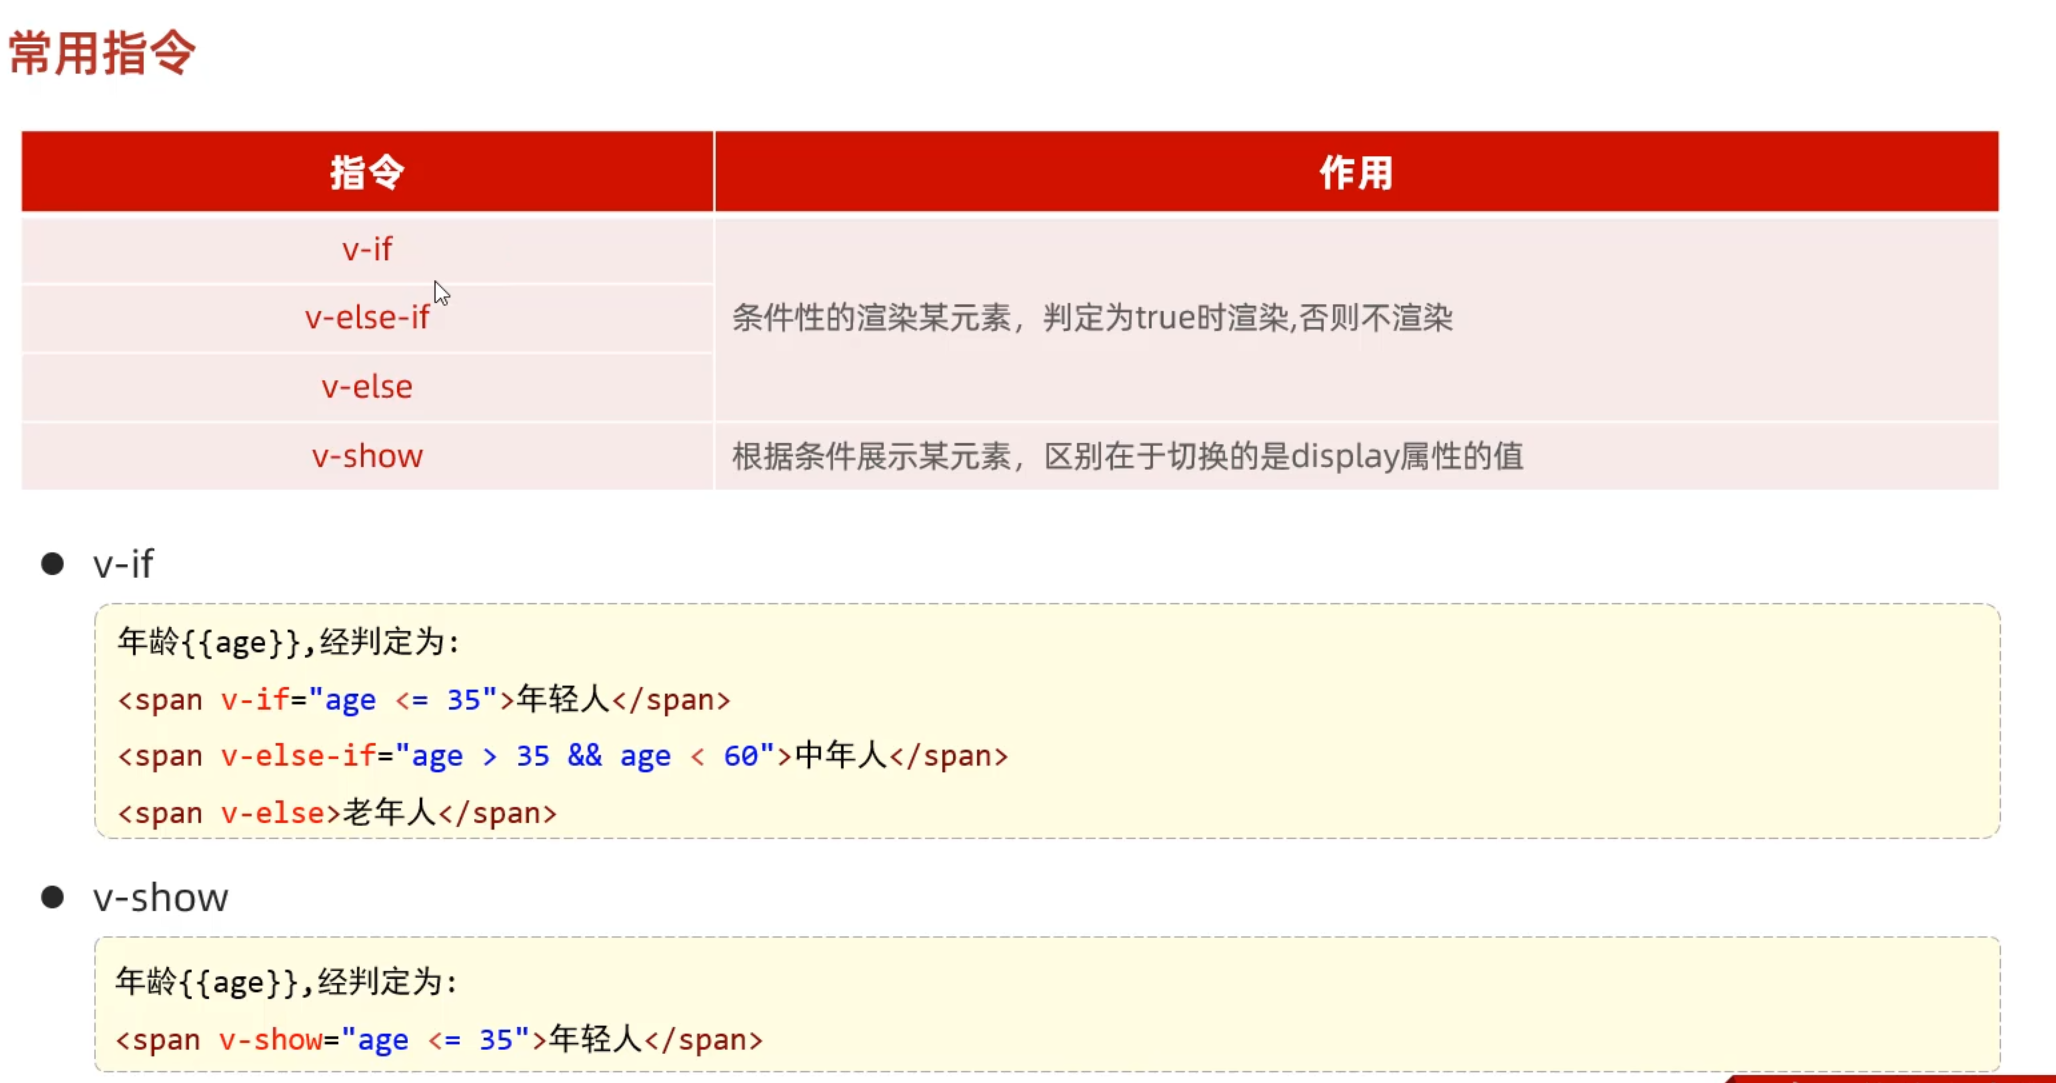 常用指令
指令 作用
v-if
v-else-if 条件性的渲染某元素，判定为true时渲染,否则不渲染
v-else
v-show 根据条件展示某元素，区别在于切换的是display属性的值
v-if
年龄{{age}},经判定为:
<span v-if="age <= 35">年轻人</span>
<span v-else-if="age > 35 && age < 60">中年人</span>
<span v-else>老年人</span>
v-show
年龄{{age}},经判定为:
<span v-show="age <= 35">年轻人</span>